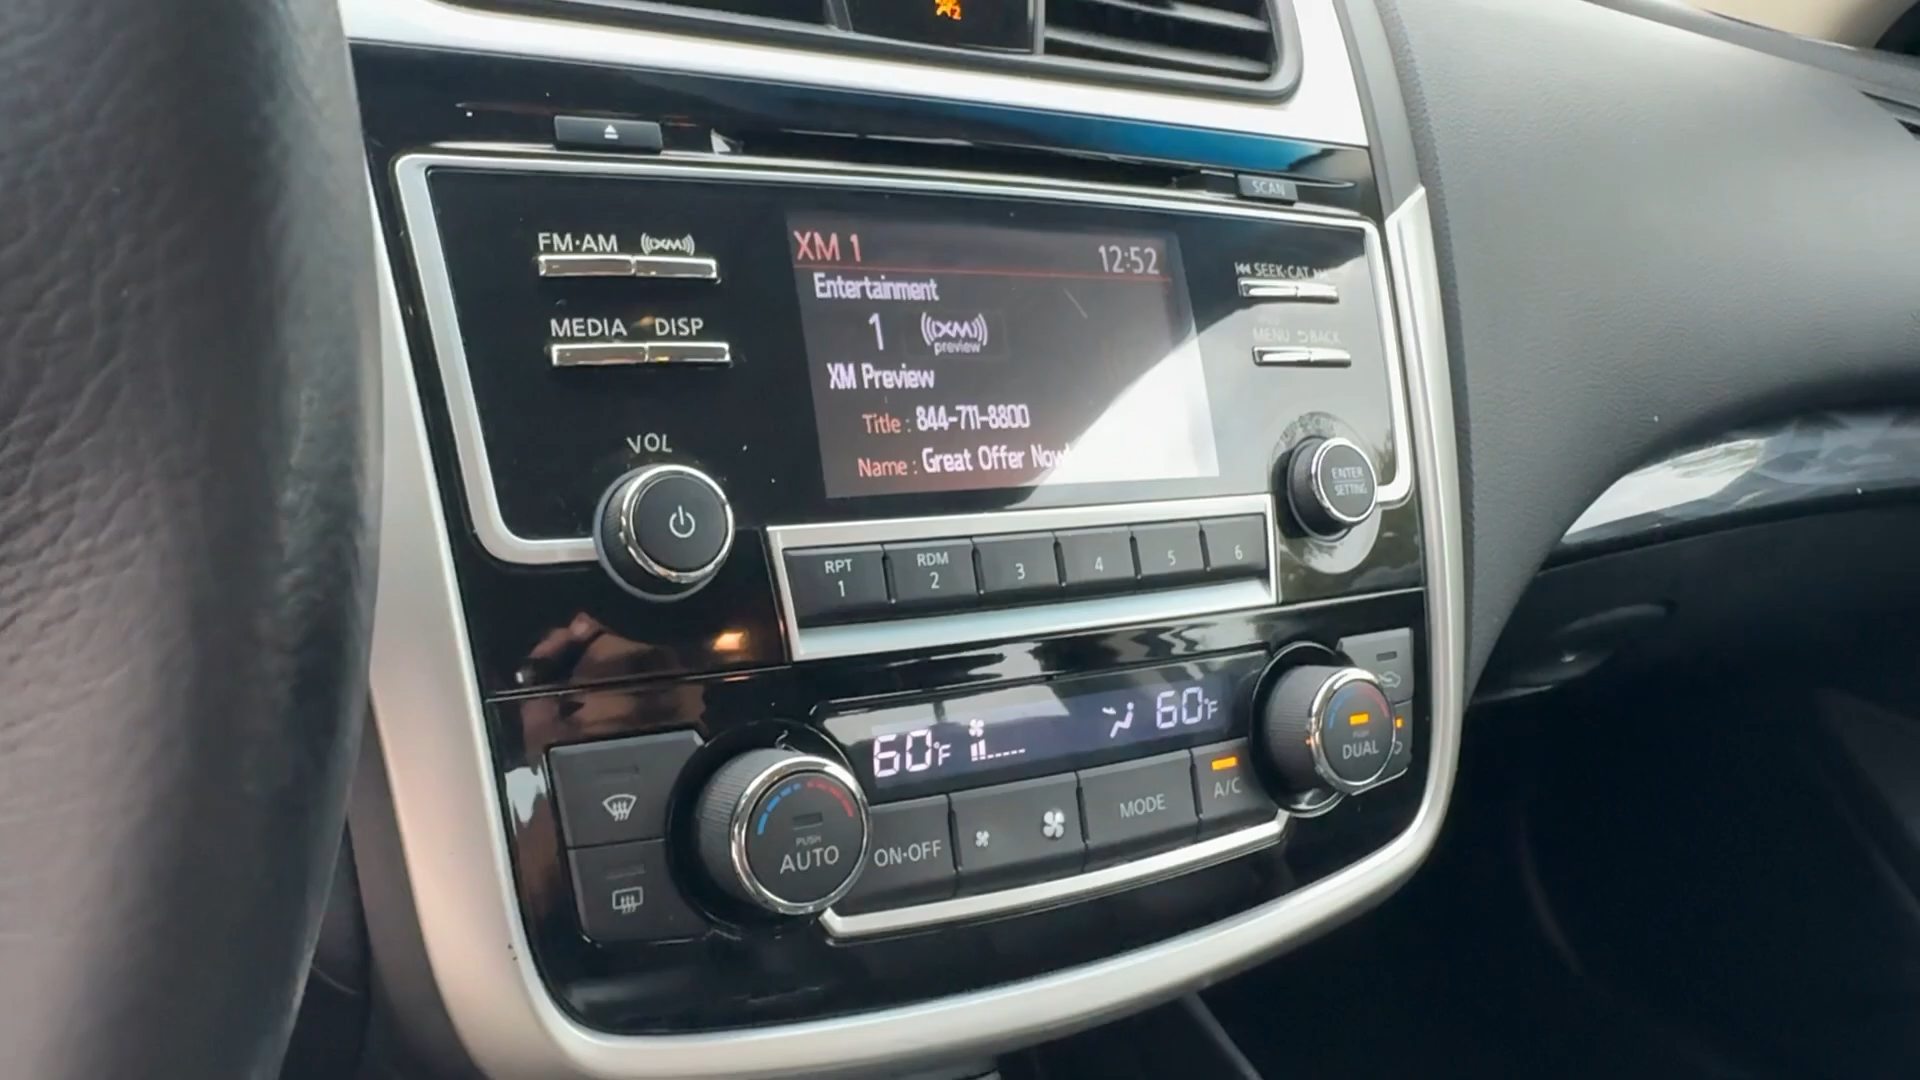 2
SCAN
FM·AM (((XM)))
SEEK·CAT
MEDIA DISP
MENU BACK
VOL
XM 1 12:52
Entertainment
1 (((XM)))
preview
XM Preview
Title : 844-711-8800
Name : Great Offer Now!
ENTER
SETTING
RPT
1
RDM
2
3
4
5
6
60°F
60°F
PUSH
AUTO
ON·OFF
MODE
A/C
PUSH
DUAL